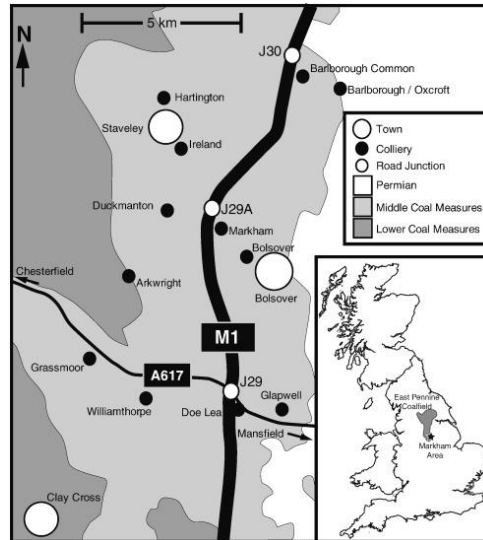 N
5 km
J30
Barlborough Common
Barlborough / Oxcroft
Hartington
Staveley
Ireland
Town
Colliery
Road Junction
Permian
Middle Coal Measures
Lower Coal Measures
Duckmanton
J29A
Markham
Bolsover
Bolsover
Chesterfield
Arkwright
M1
A617
Grassmoor
Williamthorpe
J29
Doe Lea
Glapwell
Mansfield
Clay Cross
East Pennine
Coalfield
Markham
Area